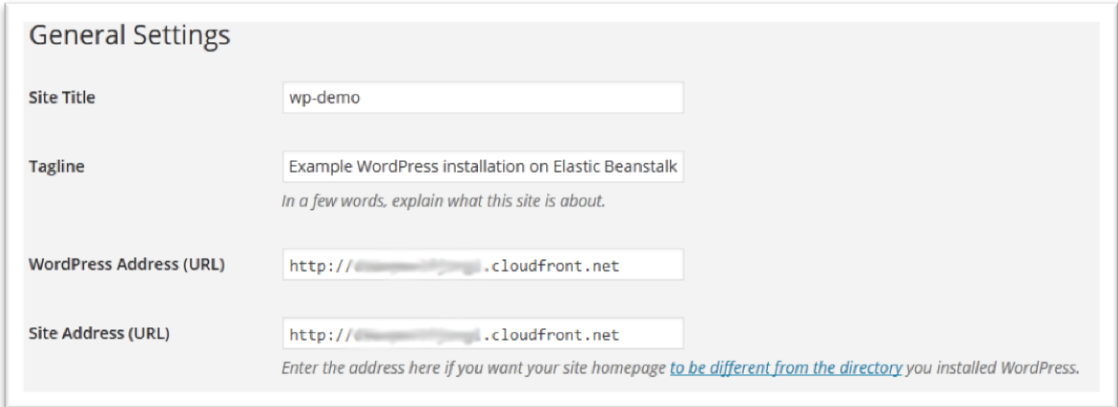 General Settings
Site Title
wp-demo
Tagline
Example WordPress installation on Elastic Beanstalk
In a few words, explain what this site is about.
WordPress Address (URL)
http:// .cloudfront.net
Site Address (URL)
http:// .cloudfront.net
Enter the address here if you want your site homepage to be different from the directory you installed WordPress.